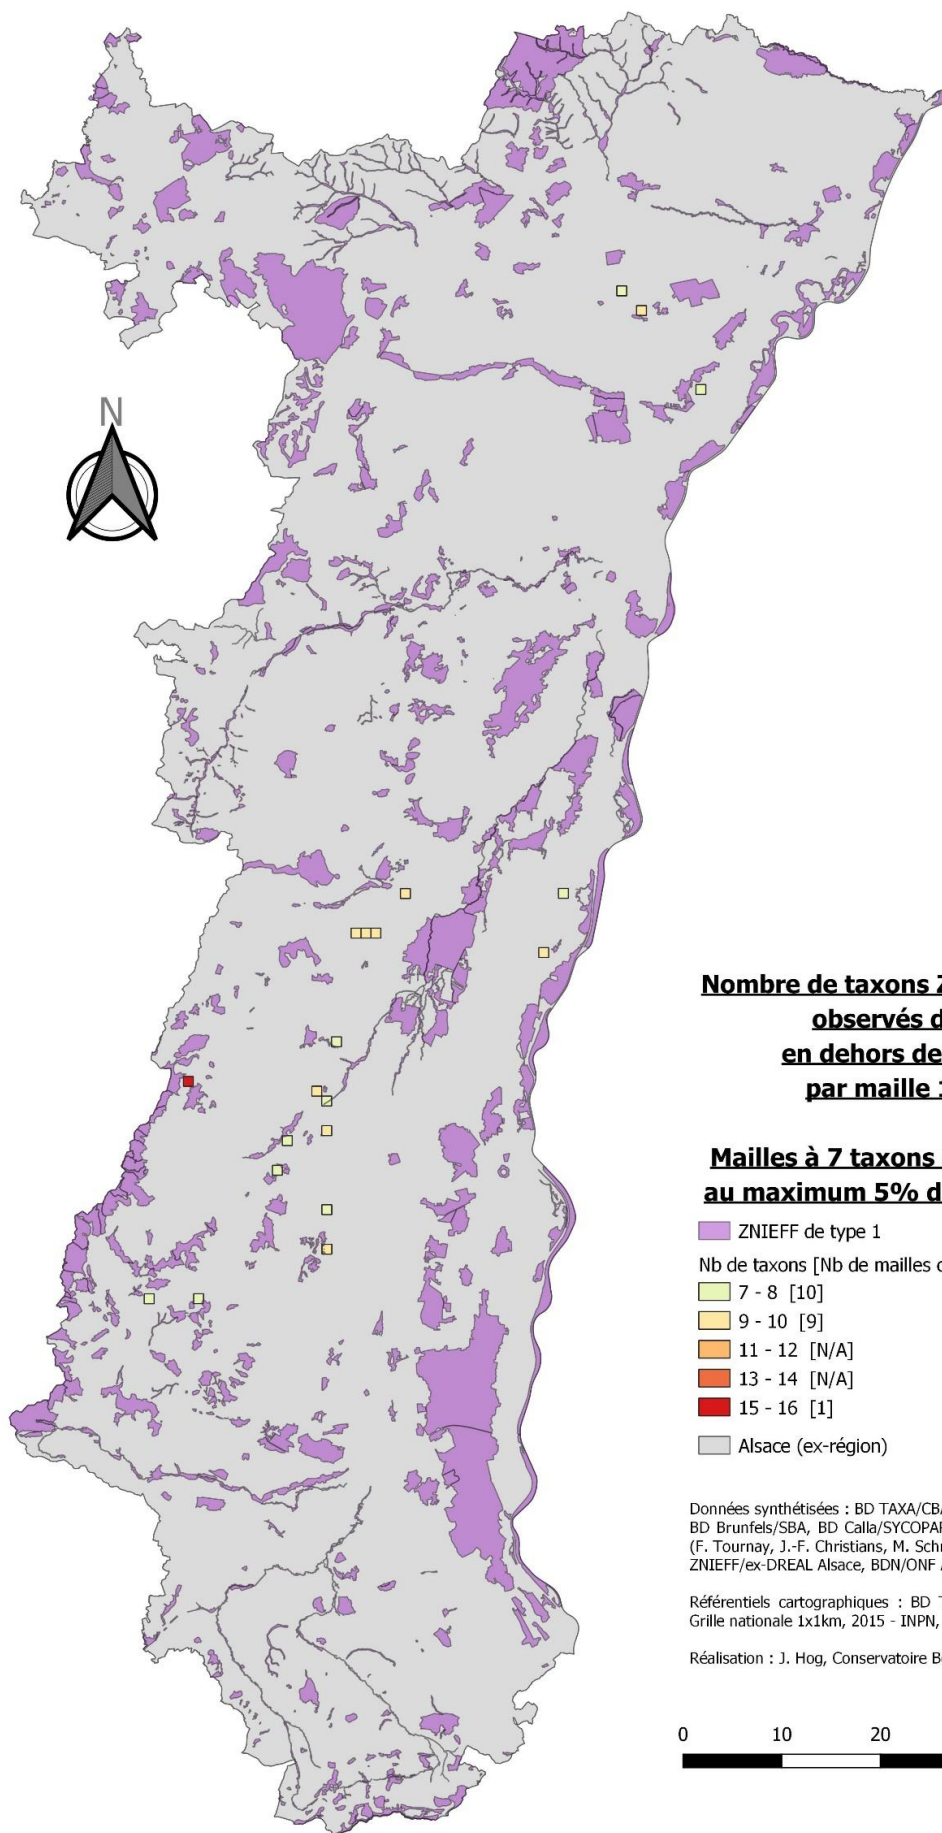 N
Nombre de taxons
observés
en dehors de
par maille
Mailles à 7 taxons
au maximum 5%
ZNIEFF de type 1
Nb de taxons [Nb de mailles
7 - 8 [10]
9 - 10 [9]
11 - 12 [N/A]
13 - 14 [N/A]
15 - 16 [1]
Alsace (ex-région)
Données synthétisées : BD TAXA/CBA
BD Brunfels/SBA, BD Calla/SYCOPAR
(F. Tournay, J.-F. Christians, M. Schr
ZNIEFF/ex-DREAL Alsace, BDN/ONF
Référentiels cartographiques : BD
Grille nationale 1x1km, 2015 - INPN,
Réalisation : J. Hog, Conservatoire
0 10 20